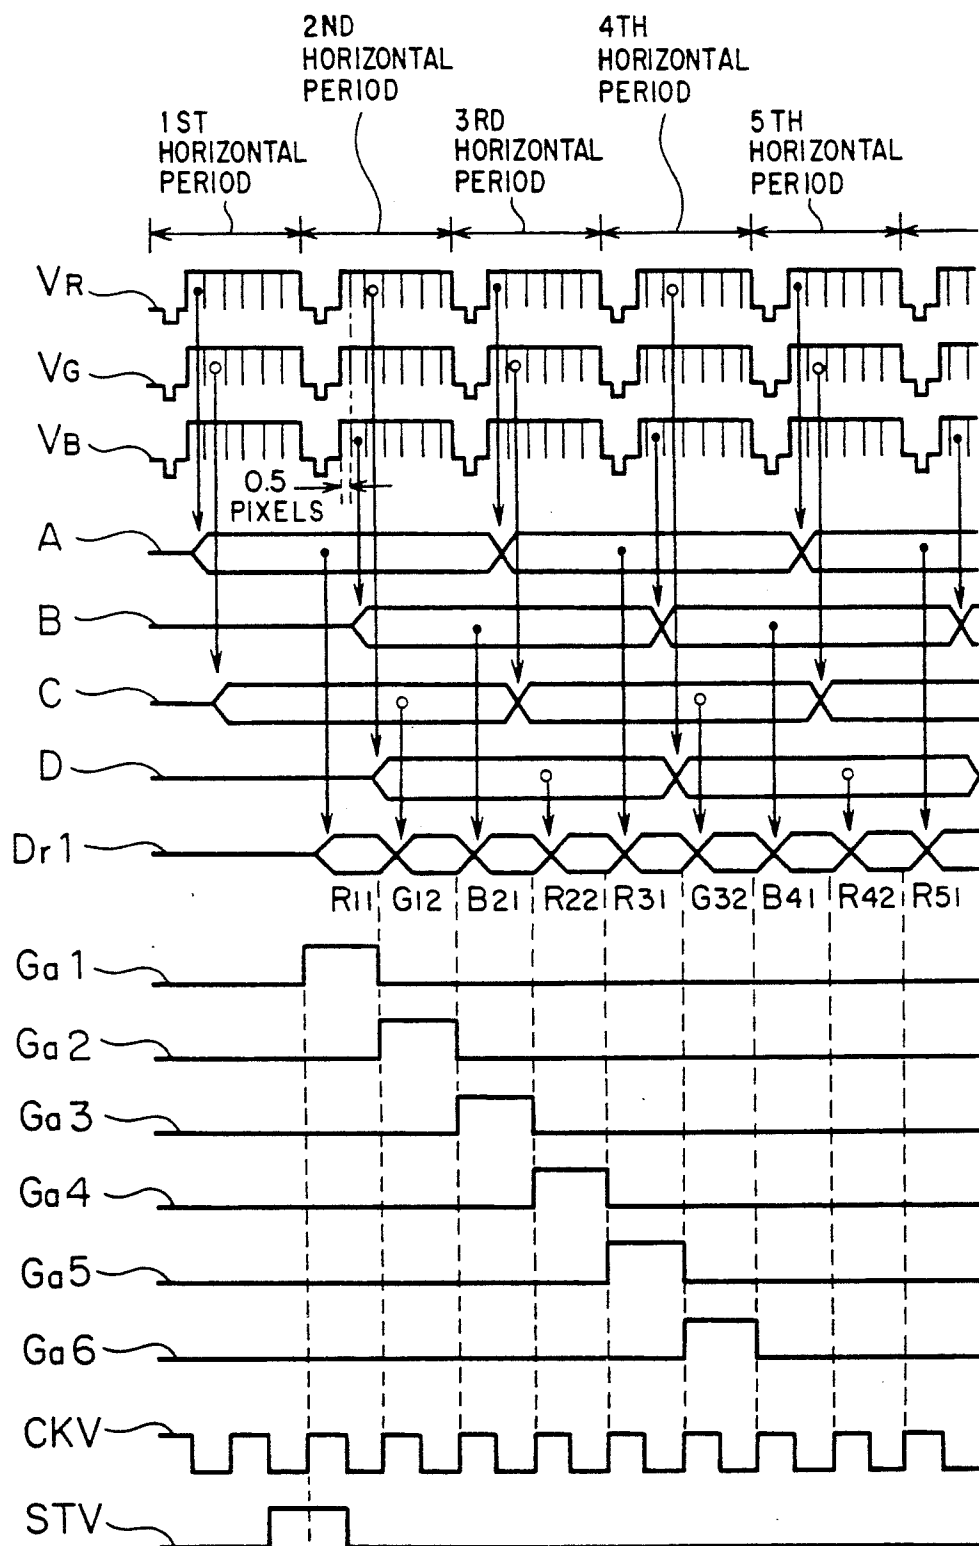 2ND
HORIZONTAL
PERIOD
4TH
HORIZONTAL
PERIOD
1ST
HORIZONTAL
PERIOD
3RD
HORIZONTAL
PERIOD
5TH
HORIZONTAL
PERIOD
VR
VG
VB
0.5
PIXELS
A
B
C
D
Dr1
R11 G12 B21 R22 R31 G32 B41 R42 R51
Ga1
Ga2
Ga3
Ga4
Ga5
Ga6
CKV
STV